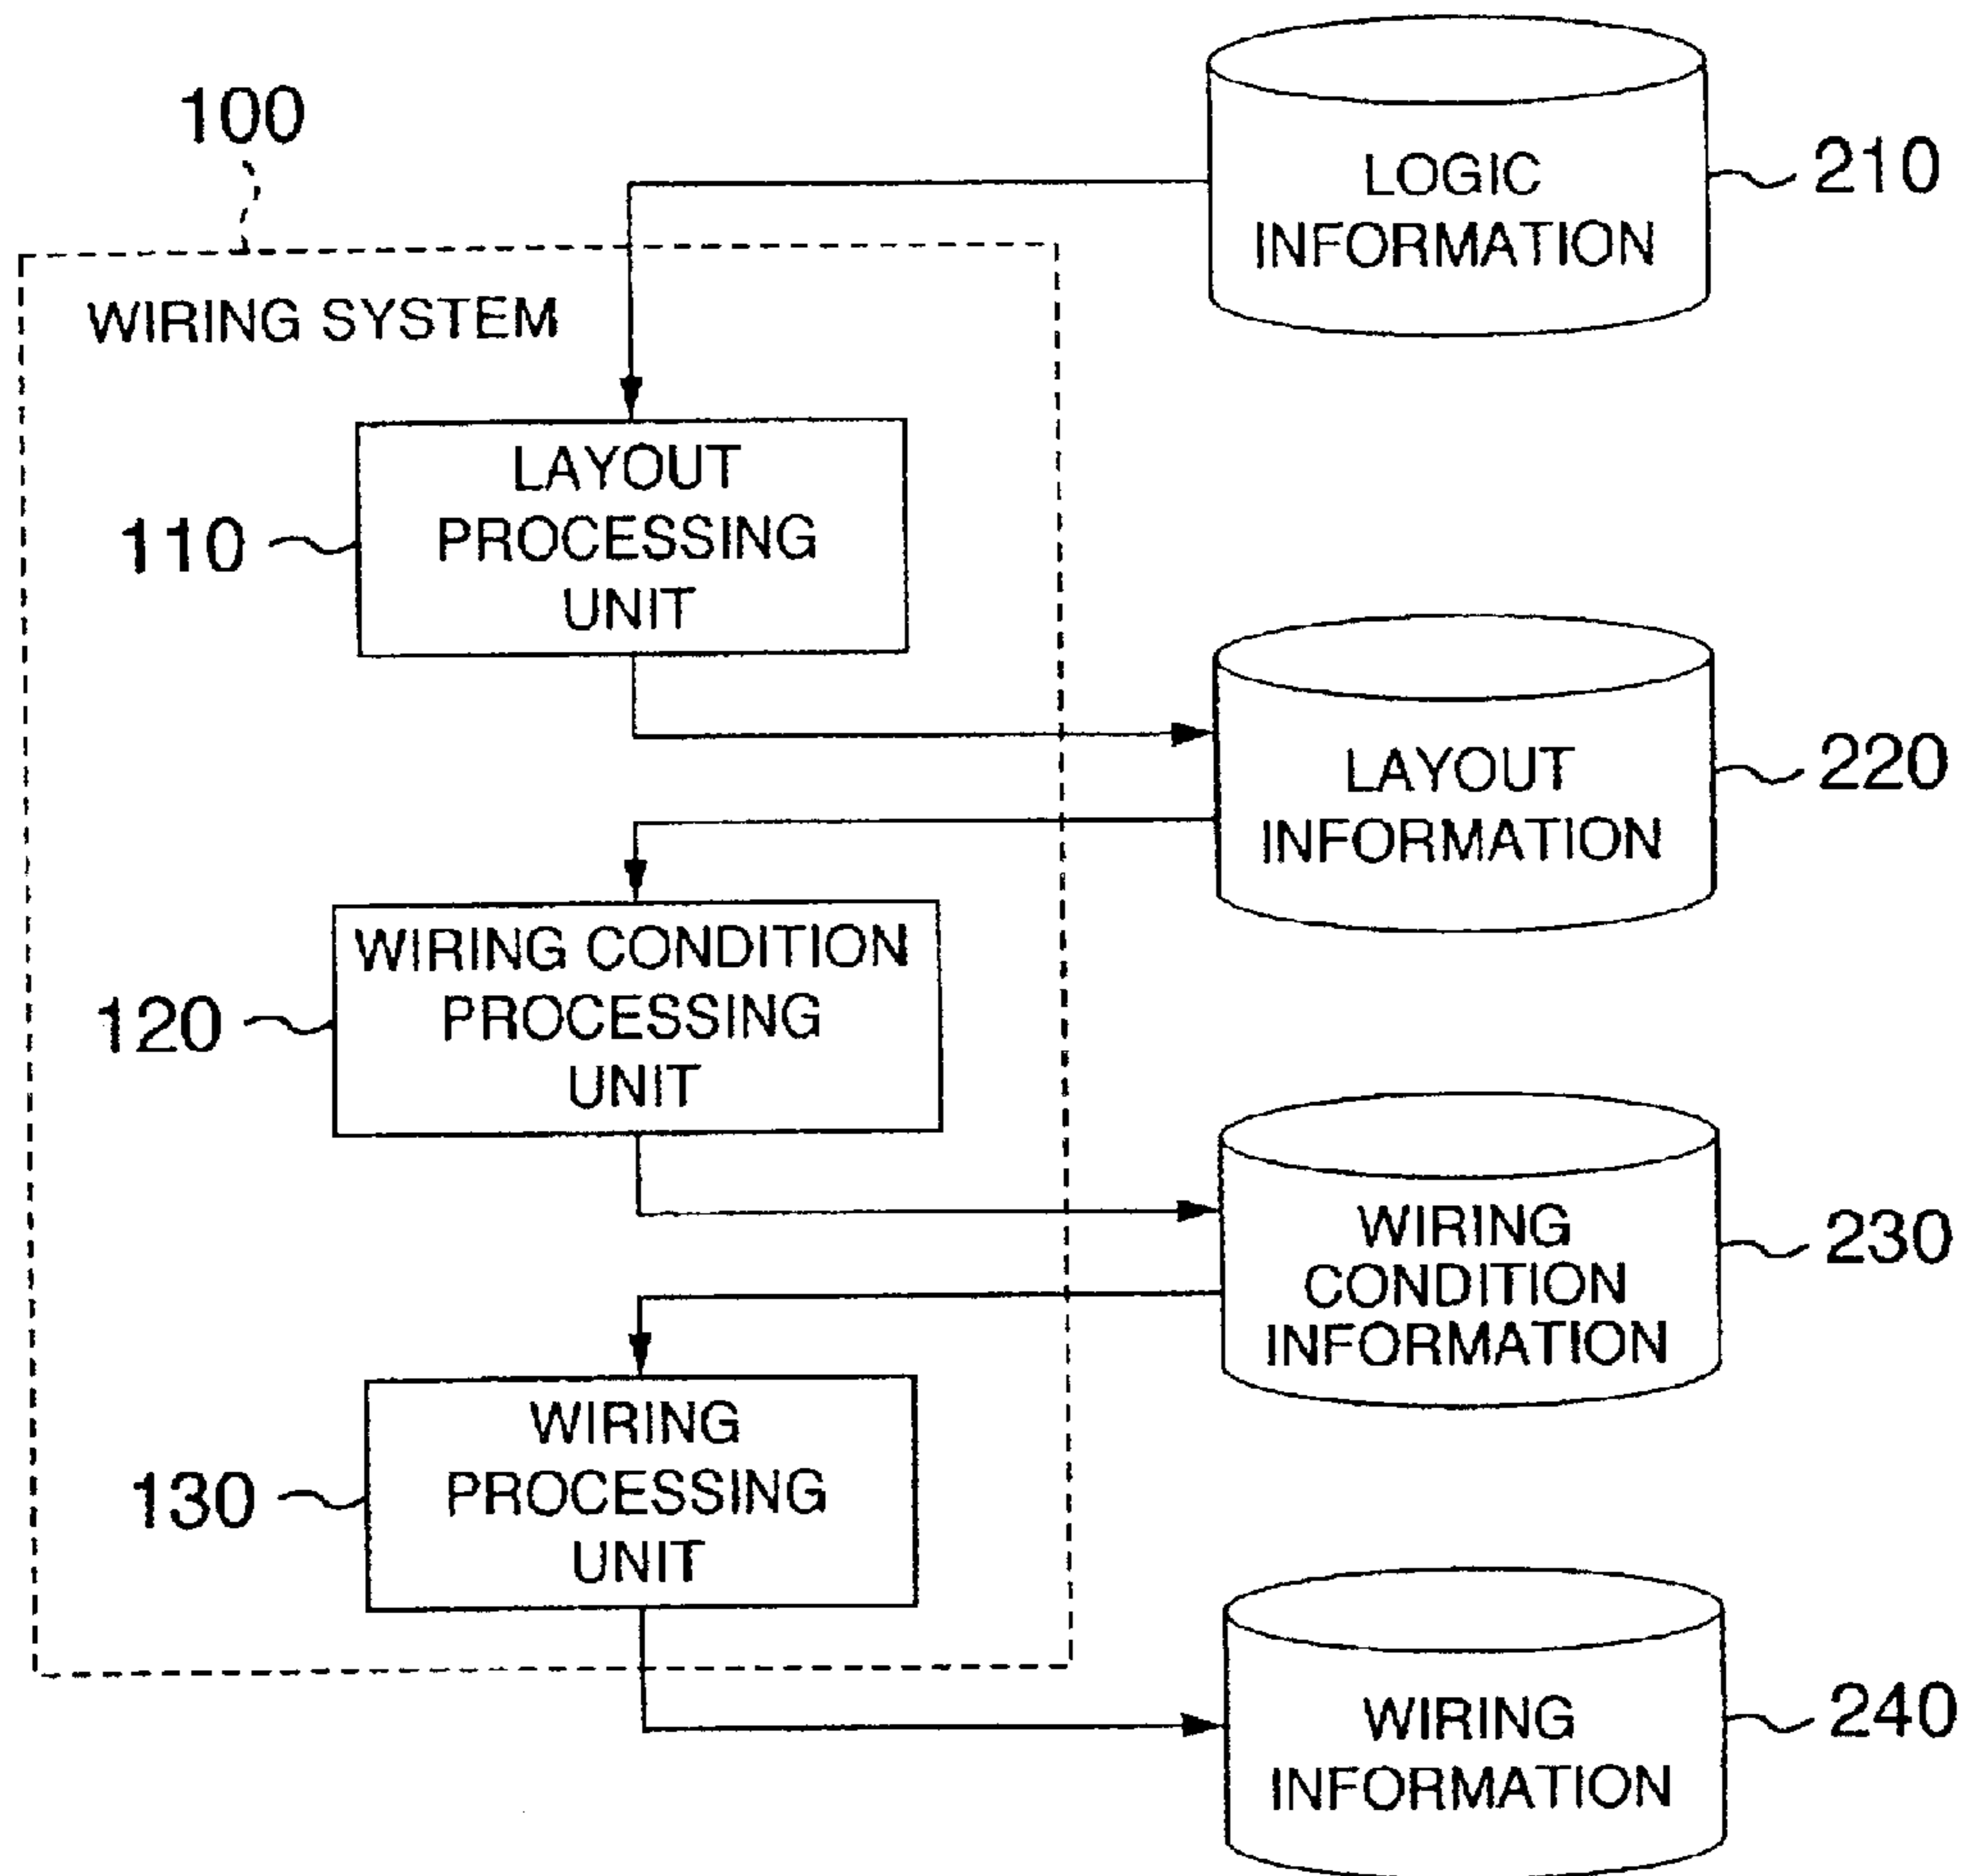 100
LOGIC
INFORMATION
210
WIRING SYSTEM
LAYOUT
PROCESSING
UNIT
110
LAYOUT
INFORMATION
220
WIRING CONDITION
PROCESSING
UNIT
120
WIRING
CONDITION
INFORMATION
230
WIRING
PROCESSING
UNIT
130
WIRING
INFORMATION
240